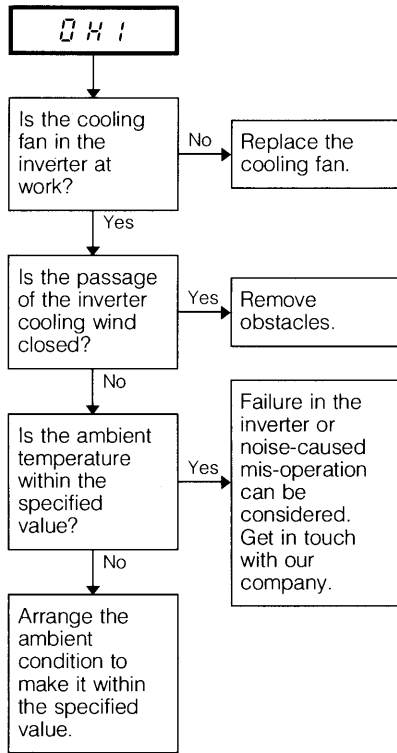 OH1
Is the cooling
fan in the
inverter at
work?
No
Replace the
cooling fan.
Yes
Is the passage
of the inverter
cooling wind
closed?
Yes
Remove
obstacles.
No
Is the ambient
temperature
within the
specified
value?
Yes
Failure in the
inverter or
noise-caused
mis-operation
can be
considered.
Get in touch
with our
company.
No
Arrange the
ambient
condition to
make it within
the specified
value.